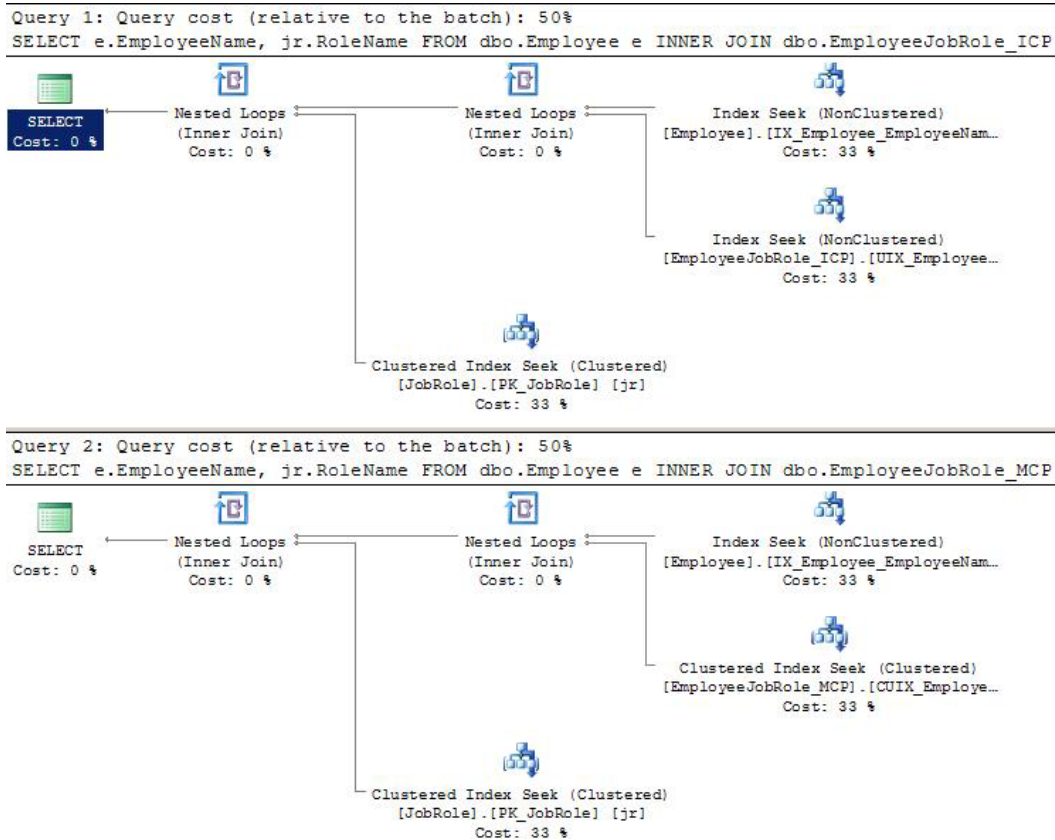 Query 1: Query cost (relative to the batch): 50%
SELECT e.EmployeeName, jr.RoleName FROM dbo.Employee e INNER JOIN dbo.EmployeeJobRole_ICP
SELECT
Cost: 0 %
Nested Loops
(Inner Join)
Cost: 0 %
Nested Loops
(Inner Join)
Cost: 0 %
Index Seek (NonClustered)
[Employee].[IX_Employee_EmployeeNam…
Cost: 33 %
Index Seek (NonClustered)
[EmployeeJobRole_ICP].[UIX_Employee…
Cost: 33 %
Clustered Index Seek (Clustered)
[JobRole].[PK_JobRole] [jr]
Cost: 33 %
Query 2: Query cost (relative to the batch): 50%
SELECT e.EmployeeName, jr.RoleName FROM dbo.Employee e INNER JOIN dbo.EmployeeJobRole_MCP
SELECT
Cost: 0 %
Nested Loops
(Inner Join)
Cost: 0 %
Nested Loops
(Inner Join)
Cost: 0 %
Index Seek (NonClustered)
[Employee].[IX_Employee_EmployeeNam…
Cost: 33 %
Clustered Index Seek (Clustered)
[EmployeeJobRole_MCP].[CUIX_Employe…
Cost: 33 %
Clustered Index Seek (Clustered)
[JobRole].[PK_JobRole] [jr]
Cost: 33 %